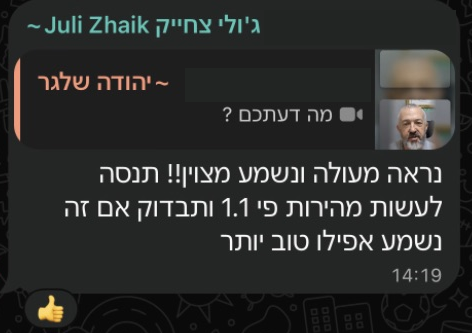 ~ Juli Zhaik ג'ולי צחייק
~ יהודה שלגר
מה דעתכם ?
נראה מעולה ונשמע מצוין!! תנסה
לעשות מהירות פי 1.1 ותבדוק אם זה
נשמע אפילו טוב יותר
14:19